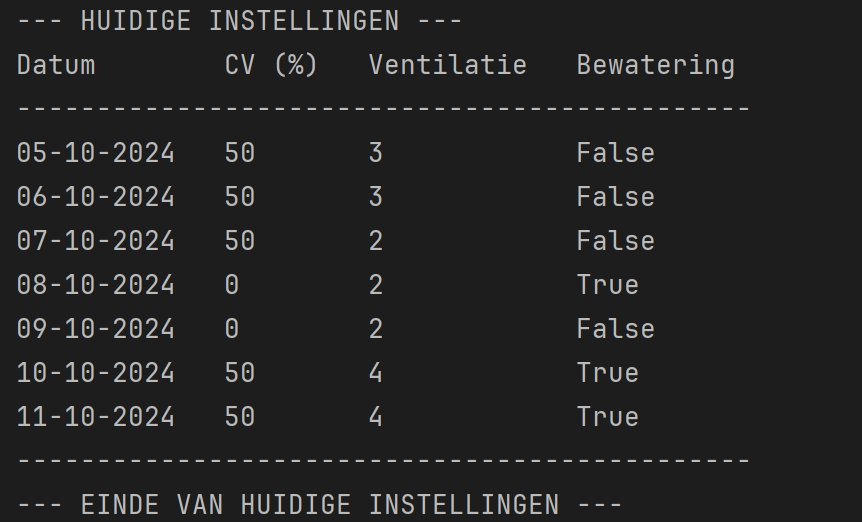 --- HUIDIGE INSTELLINGEN ---
Datum        CV (%)   Ventilatie   Bewatering
----------------------------------------------
05-10-2024   50       3            False
06-10-2024   50       3            False
07-10-2024   50       2            False
08-10-2024   0        2            True
09-10-2024   0        2            False
10-10-2024   50       4            True
11-10-2024   50       4            True
----------------------------------------------
--- EINDE VAN HUIDIGE INSTELLINGEN ---